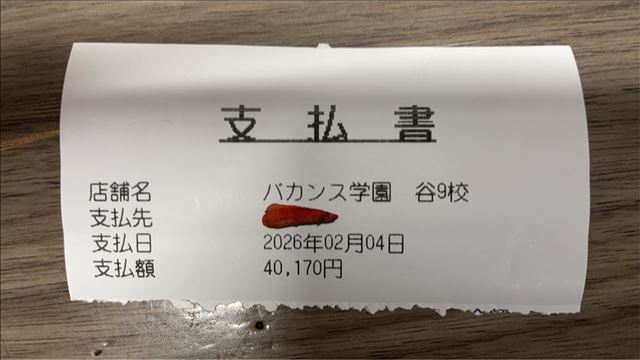 支払書
店舗名 バカンス学園 谷9校
支払先
支払日 2026年02月04日
支払額 40,170円